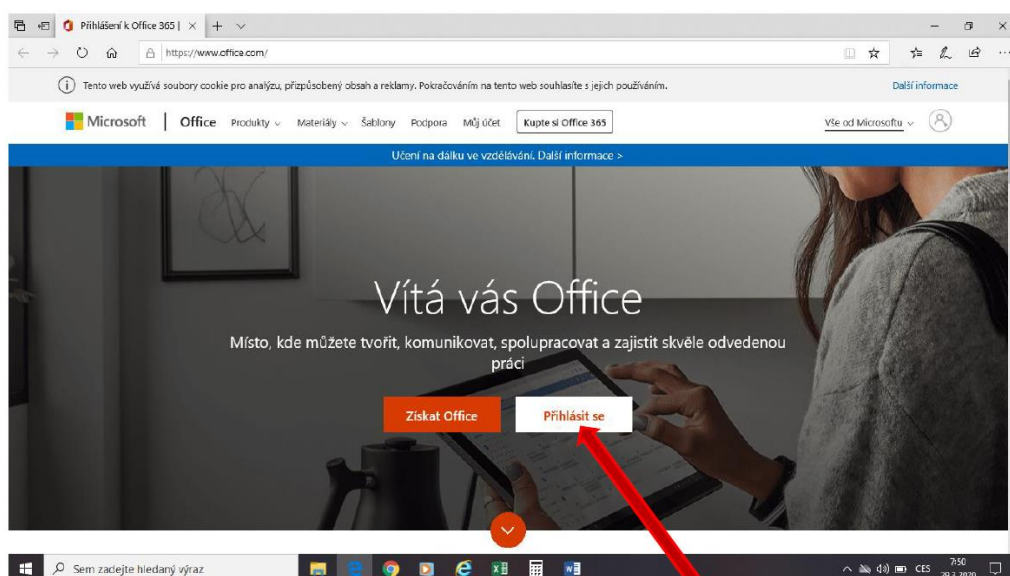 Přihlášení k Office 365 |
https://www.office.com/
Tento web využívá soubory cookie pro analýzu, přizpůsobený obsah a reklamy. Pokračováním na tento web souhlasíte s jejich používáním.
Další informace
Microsoft | Office Produkty Materiály Šablony Podpora Můj účet Kupte si Office 365 Vše od Microsoftu
Učení na dálku ve vzdělávání. Další informace >
Vítá vás Office
Místo, kde můžete tvořit, komunikovat, spolupracovat a zajistit skvěle odvedenou
práci
Získat Office
Přihlásit se
Sem zadejte hledaný výraz
CES
7:50
29.3.2020